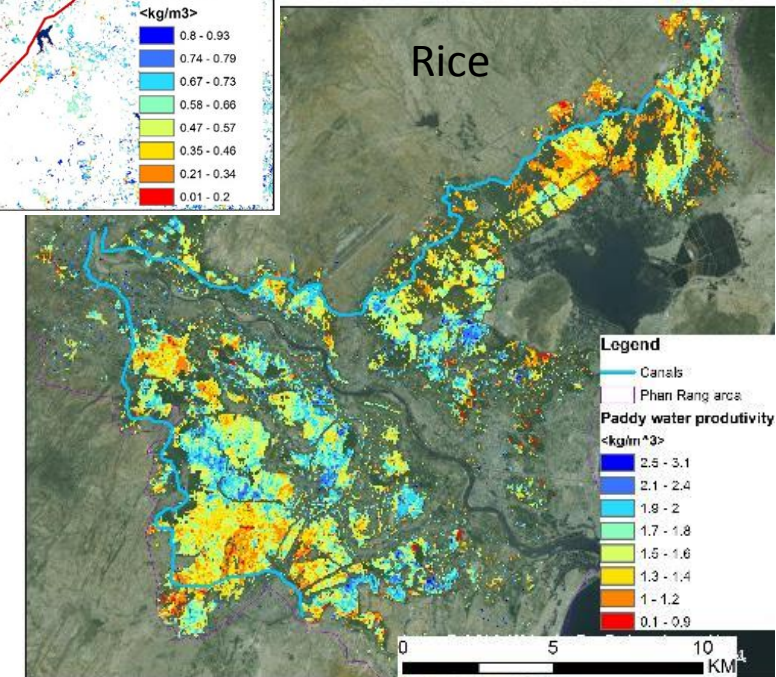 <kg/m3>
0.8 - 0.93
0.74 - 0.79
0.67 - 0.73
0.58 - 0.66
0.47 - 0.57
0.35 - 0.46
0.21 - 0.34
0.01 - 0.2
Rice
Legend
Canals
Phan Rang area
Paddy water produtivity
<kg/m^3>
2.5 - 3.1
2.1 - 2.4
1.9 - 2
1.7 - 1.8
1.5 - 1.6
1.3 - 1.4
1 - 1.2
0.1 - 0.9
0 5 10
KM